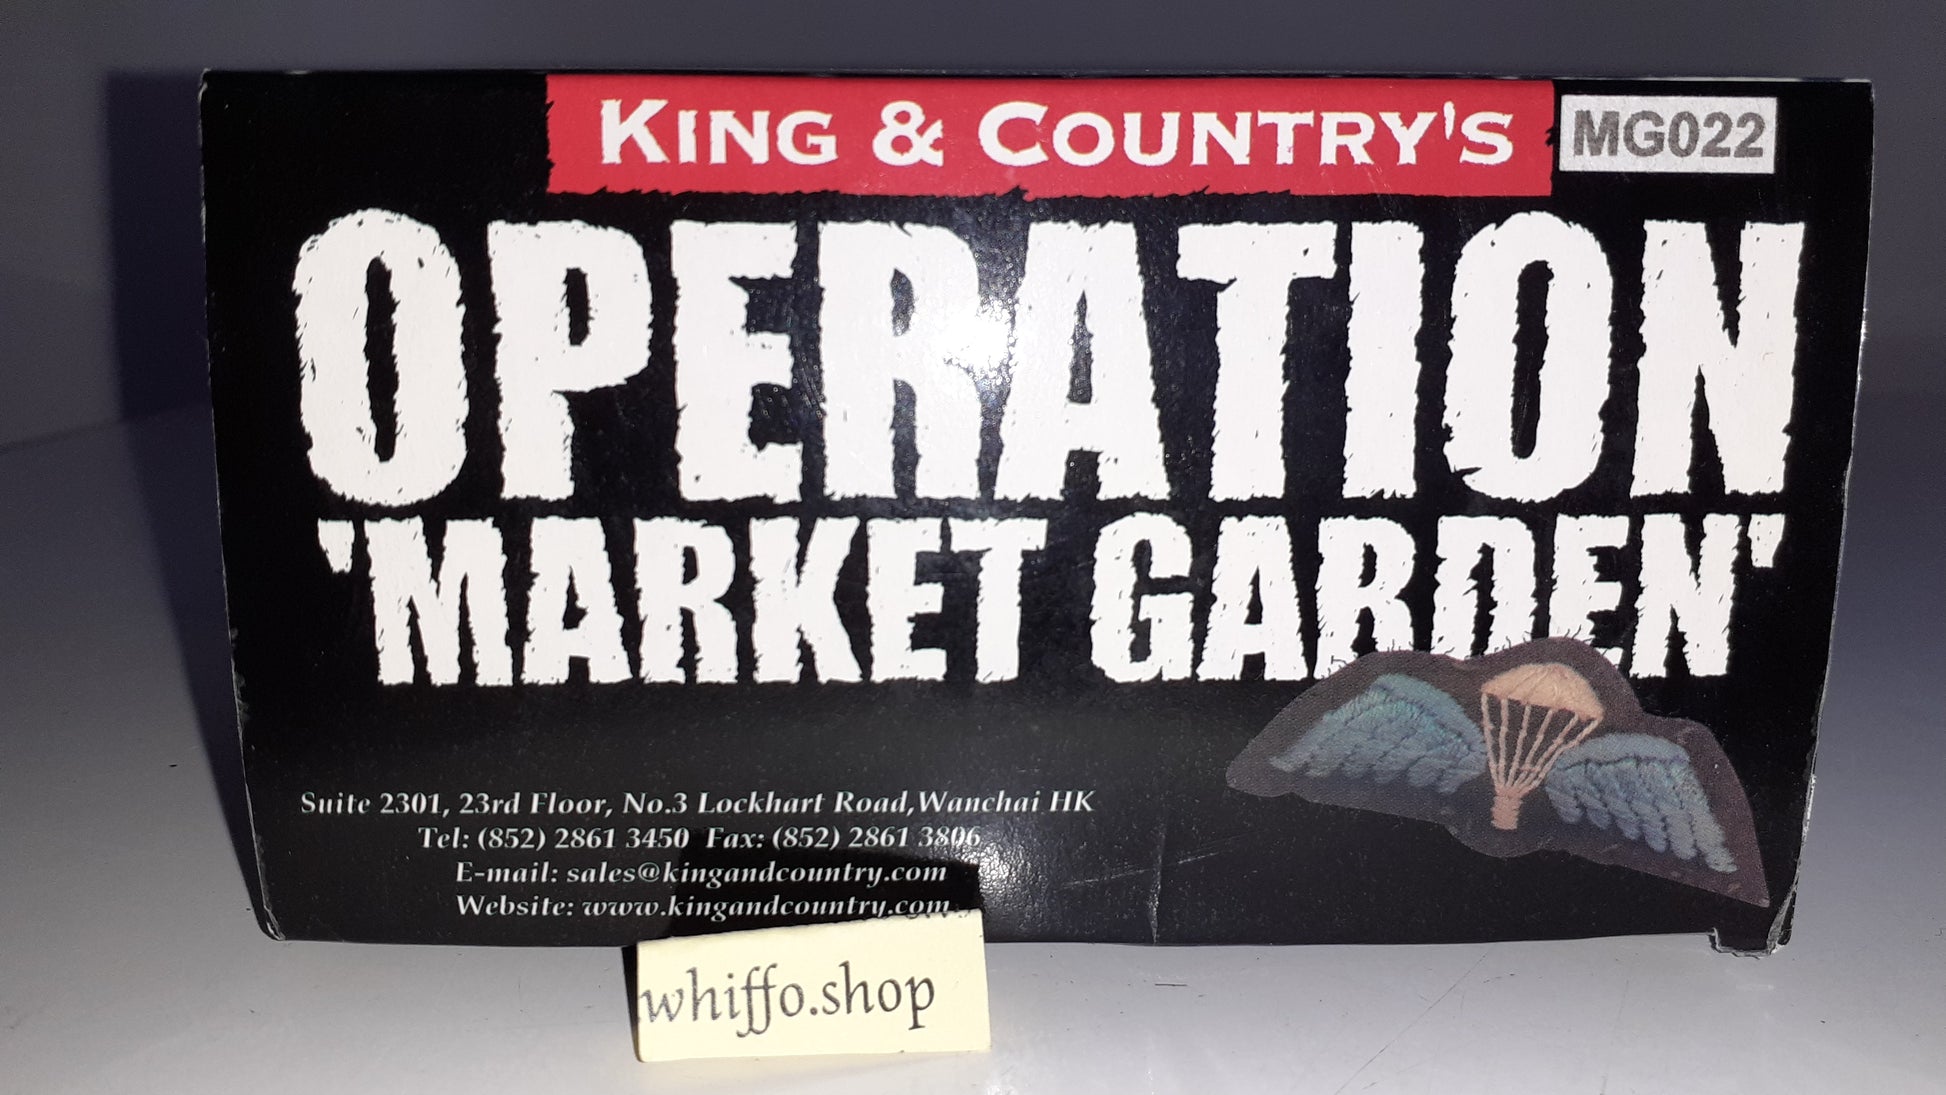 KING & COUNTRY'S
MG022
OPERATION
'MARKET GARDEN'
Suite 2301, 23rd Floor, No.3 Lockhart Road,Wanchai HK
Tel: (852) 2861 3450 Fax: (852) 2861 3806
E-mail: sales@kingandcountry.com
Website: www.kingandcountry.com
whiffo.shop